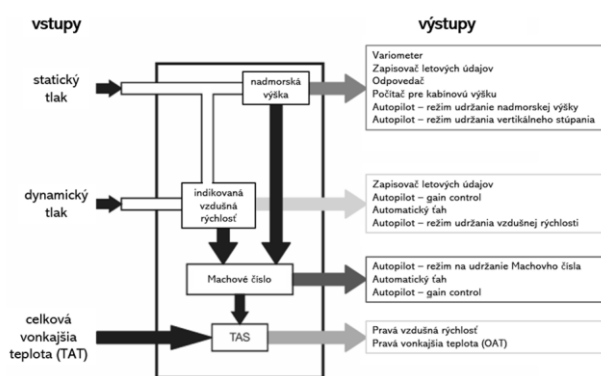 vstupy
výstupy
statický
tlak
nadmorská
výška
Variometer
Zapisovač letových údajov
Odpovedač
Počítač pre kabinovú výšku
Autopilot – režim udržanie nadmorskej výšky
Autopilot – režim udržania vertikálneho stúpania
dynamický
tlak
indikovaná
vzdušná
rýchlosť
Zapisovač letových údajov
Autopilot – gain control
Automatický ťah
Autopilot – režim udržania vzdušnej rýchlosti
Machové číslo
Autopilot – režim na udržanie Machovho čísla
Automatický ťah
Autopilot – gain control
celková
vonkajšia
teplota (TAT)
TAS
Pravá vzdušná rýchlosť
Pravá vonkajšia teplota (OAT)